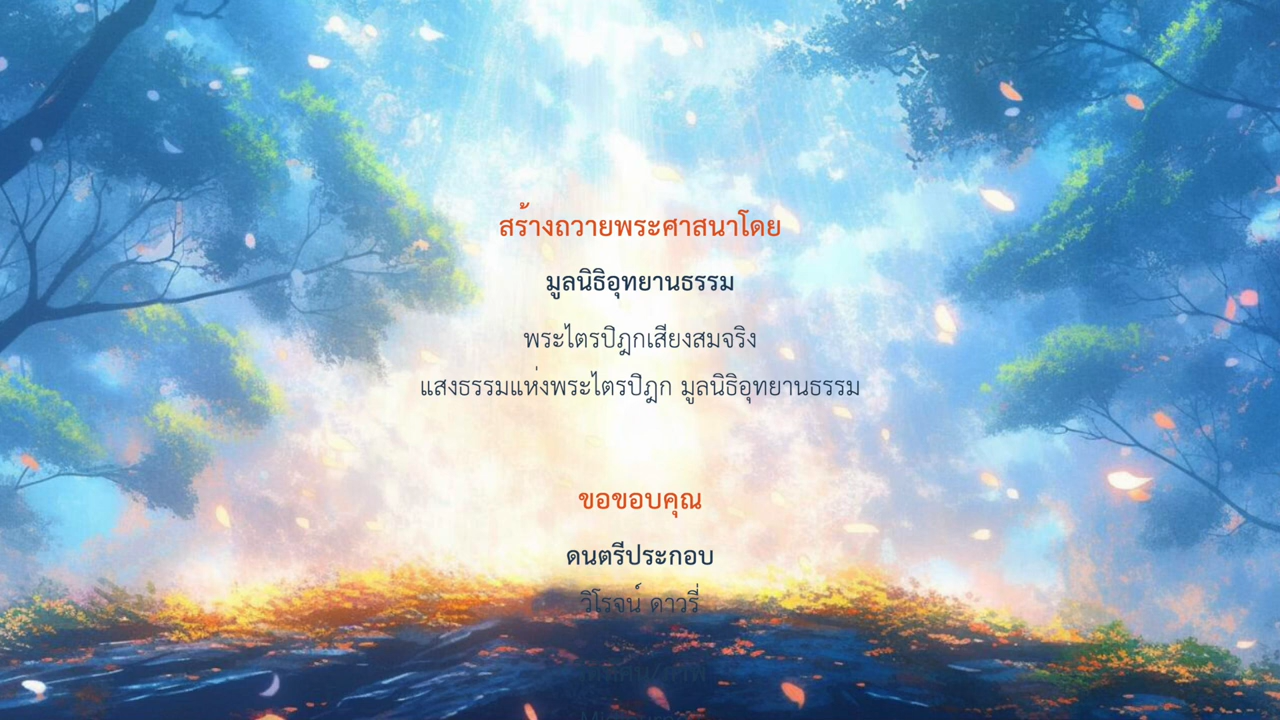 สร้างถวายพระศาสนาโดย
มูลนิธิอุทยานธรรม
พระไตรปิฎกเสียงสมจริง
แสงธรรมแห่งพระไตรปิฎก มูลนิธิอุทยานธรรม
ขอขอบคุณ
ดนตรีประกอบ
วิโรจน์ ดาวรี่